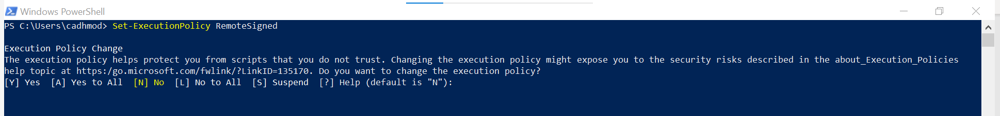 Windows PowerShell
PS C:\Users\cadhmod> Set-ExecutionPolicy RemoteSigned
Execution Policy Change
The execution policy helps protect you from scripts that you do not trust. Changing the execution policy might expose you to the security risks described in the about_Execution_Policies
help topic at https:/go.microsoft.com/fwlink/?LinkID=135170. Do you want to change the execution policy?
[Y] Yes  [A] Yes to All  [N] No  [L] No to All  [S] Suspend  [?] Help (default is "N"):